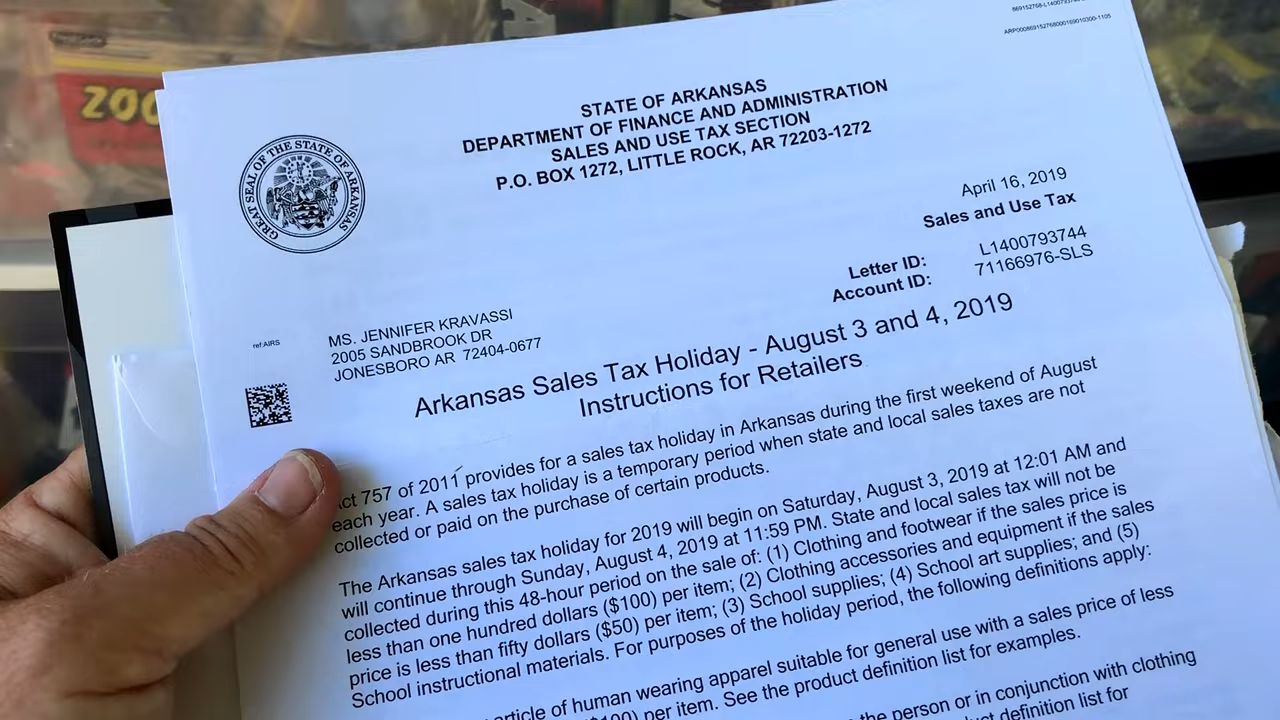 ZOO
869152768-L1400793744
ARP0008691527680000169010300-1105
STATE OF ARKANSAS
DEPARTMENT OF FINANCE AND ADMINISTRATION
SALES AND USE TAX SECTION
P.O. BOX 1272, LITTLE ROCK, AR 72203-1272
GREAT SEAL OF THE STATE OF ARKANSAS
April 16, 2019
Sales and Use Tax
Letter ID: L1400793744
Account ID: 71166976-SLS
ref:AIRS
MS. JENNIFER KRAVASSI
2005 SANDBROOK DR
JONESBORO AR 72404-0677
Arkansas Sales Tax Holiday - August 3 and 4, 2019
Instructions for Retailers
ct 757 of 2011 provides for a sales tax holiday in Arkansas during the first weekend of August
each year. A sales tax holiday is a temporary period when state and local sales taxes are not
collected or paid on the purchase of certain products.
The Arkansas sales tax holiday for 2019 will begin on Saturday, August 3, 2019 at 12:01 AM and
will continue through Sunday, August 4, 2019 at 11:59 PM. State and local sales tax will not be
collected during this 48-hour period on the sale of: (1) Clothing and footwear if the sales price is
less than one hundred dollars ($100) per item; (2) Clothing accessories and equipment if the sales
price is less than fifty dollars ($50) per item; (3) School supplies; (4) School art supplies; and (5)
School instructional materials. For purposes of the holiday period, the following definitions apply:
article of human wearing apparel suitable for general use with a sales price of less
($100) per item. See the product definition list for examples.
the person or in conjunction with clothing
definition list for